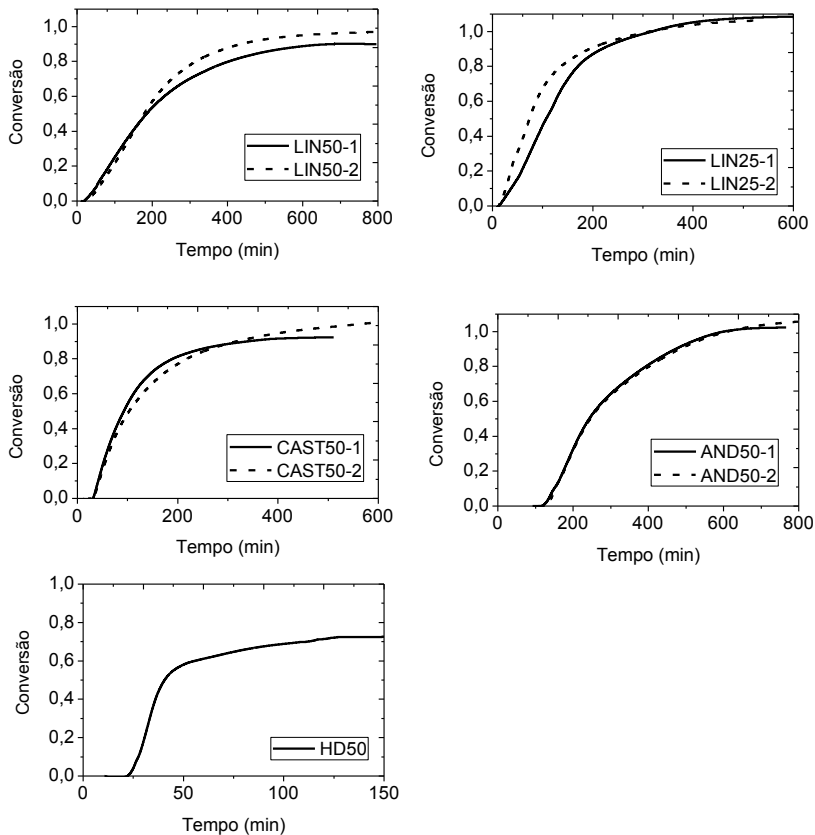 1,0
0,8
0,6
0,4
0,2
0,0
Conversão
LIN50-1
LIN50-2
0 200 400 600 800
Tempo (min)
1,0
0,8
0,6
0,4
0,2
0,0
Conversão
LIN25-1
LIN25-2
0 200 400 600
Tempo (min)
1,0
0,8
0,6
0,4
0,2
0,0
Conversão
CAST50-1
CAST50-2
0 200 400 600
Tempo (min)
1,0
0,8
0,6
0,4
0,2
0,0
Conversão
AND50-1
AND50-2
0 200 400 600 800
Tempo (min)
1,0
0,8
0,6
0,4
0,2
0,0
Conversão
HD50
0 50 100 150
Tempo (min)